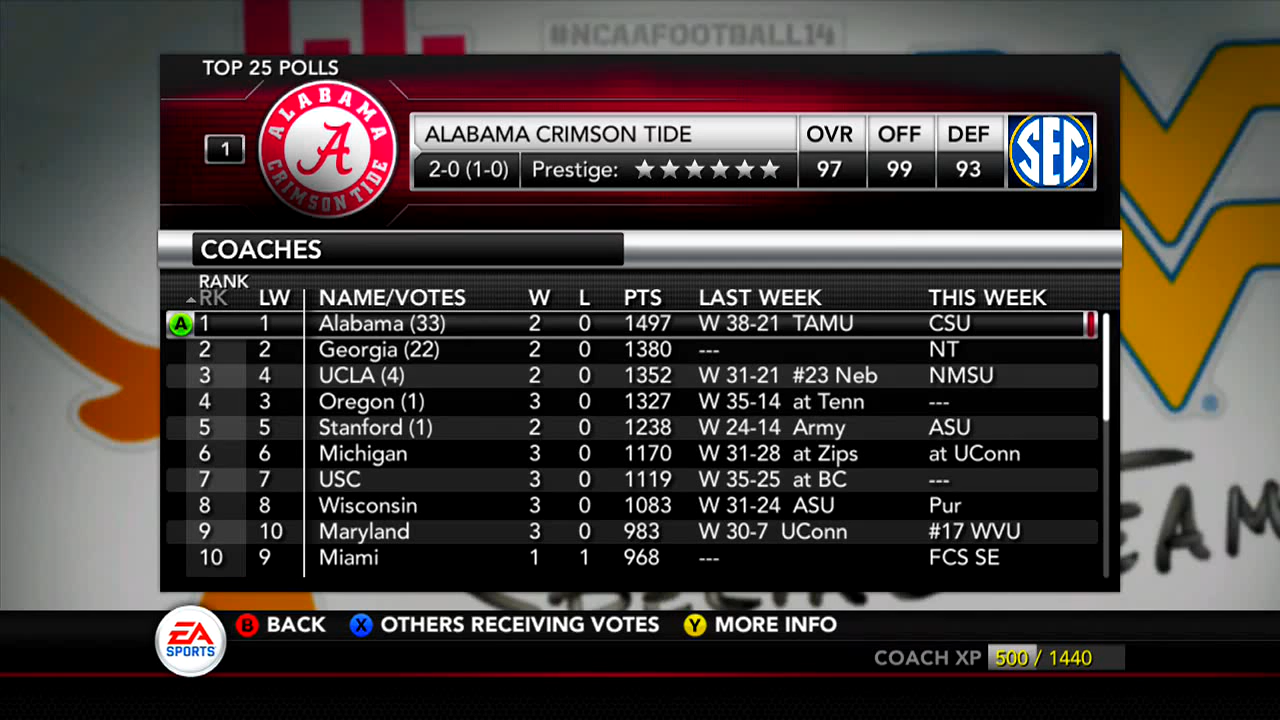 #NCAAFOOTBALL14
TOP 25 POLLS
1
ALABAMA
A
CRIMSON TIDE
ALABAMA CRIMSON TIDE OVR OFF DEF
2-0 (1-0) Prestige: 97 99 93
SEC
COACHES
RANK
RK LW NAME/VOTES W L PTS LAST WEEK THIS WEEK
A 1 1 Alabama (33) 2 0 1497 W 38-21 TAMU CSU
2 2 Georgia (22) 2 0 1380 --- NT
3 4 UCLA (4) 2 0 1352 W 31-21 #23 Neb NMSU
4 3 Oregon (1) 3 0 1327 W 35-14 at Tenn ---
5 5 Stanford (1) 2 0 1238 W 24-14 Army ASU
6 6 Michigan 3 0 1170 W 31-28 at Zips at UConn
7 7 USC 3 0 1119 W 35-25 at BC ---
8 8 Wisconsin 3 0 1083 W 31-24 ASU Pur
9 10 Maryland 3 0 983 W 30-7 UConn #17 WVU
10 9 Miami 1 1 968 --- FCS SE
EA
SPORTS
B BACK X OTHERS RECEIVING VOTES Y MORE INFO
COACH XP 500 / 1440